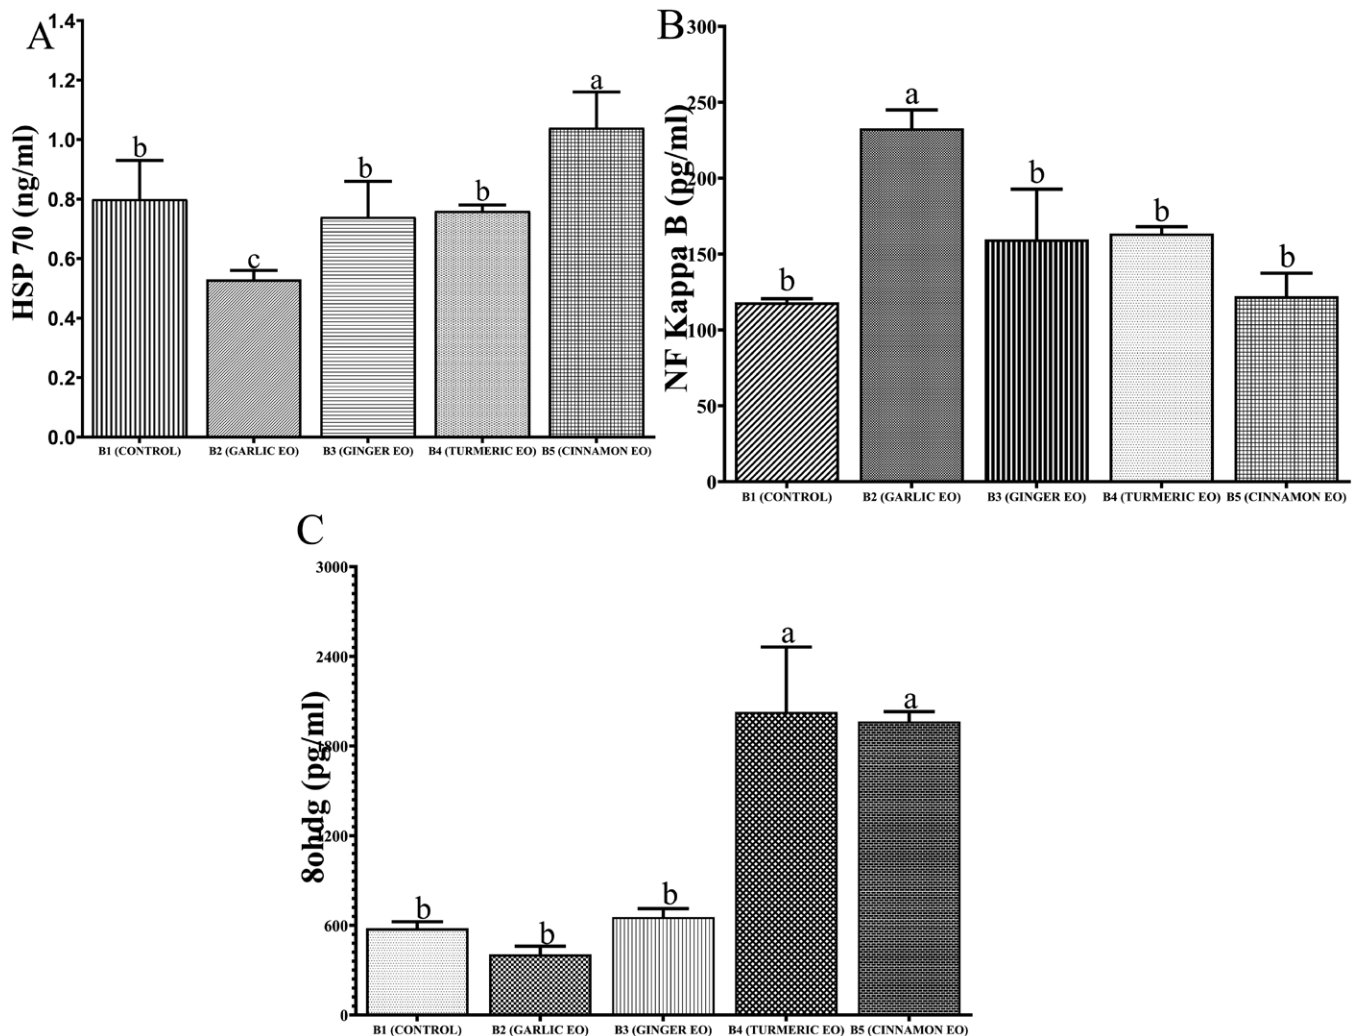 A
HSP 70 (ng/ml)
1.4
1.2
1.0
0.8
0.6
0.4
0.2
0.0
b
c
b
b
a
B1 (CONTROL)
B2 (GARLIC EO)
B3 (GINGER EO)
B4 (TURMERIC EO)
B5 (CINNAMON EO)
B
NF Kappa B (pg/ml)
300
250
200
150
100
50
0
b
a
b
b
b
B1 (CONTROL)
B2 (GARLIC EO)
B3 (GINGER EO)
B4 (TURMERIC EO)
B5 (CINNAMON EO)
C
8ohdg (pg/ml)
3000
2400
1800
1200
600
0
b
b
b
a
a
B1 (CONTROL)
B2 (GARLIC EO)
B3 (GINGER EO)
B4 (TURMERIC EO)
B5 (CINNAMON EO)